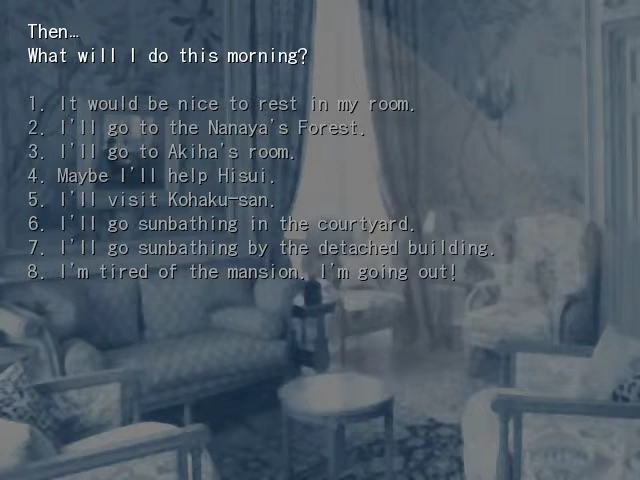 Then…
What will I do this morning?
1. It would be nice to rest in my room.
2. I'll go to the Nanaya's Forest.
3. I'll go to Akiha's room.
4. Maybe I'll help Hisui.
5. I'll visit Kohaku-san.
6. I'll go sunbathing in the courtyard.
7. I'll go sunbathing by the detached building.
8. I'm tired of the mansion. I'm going out!